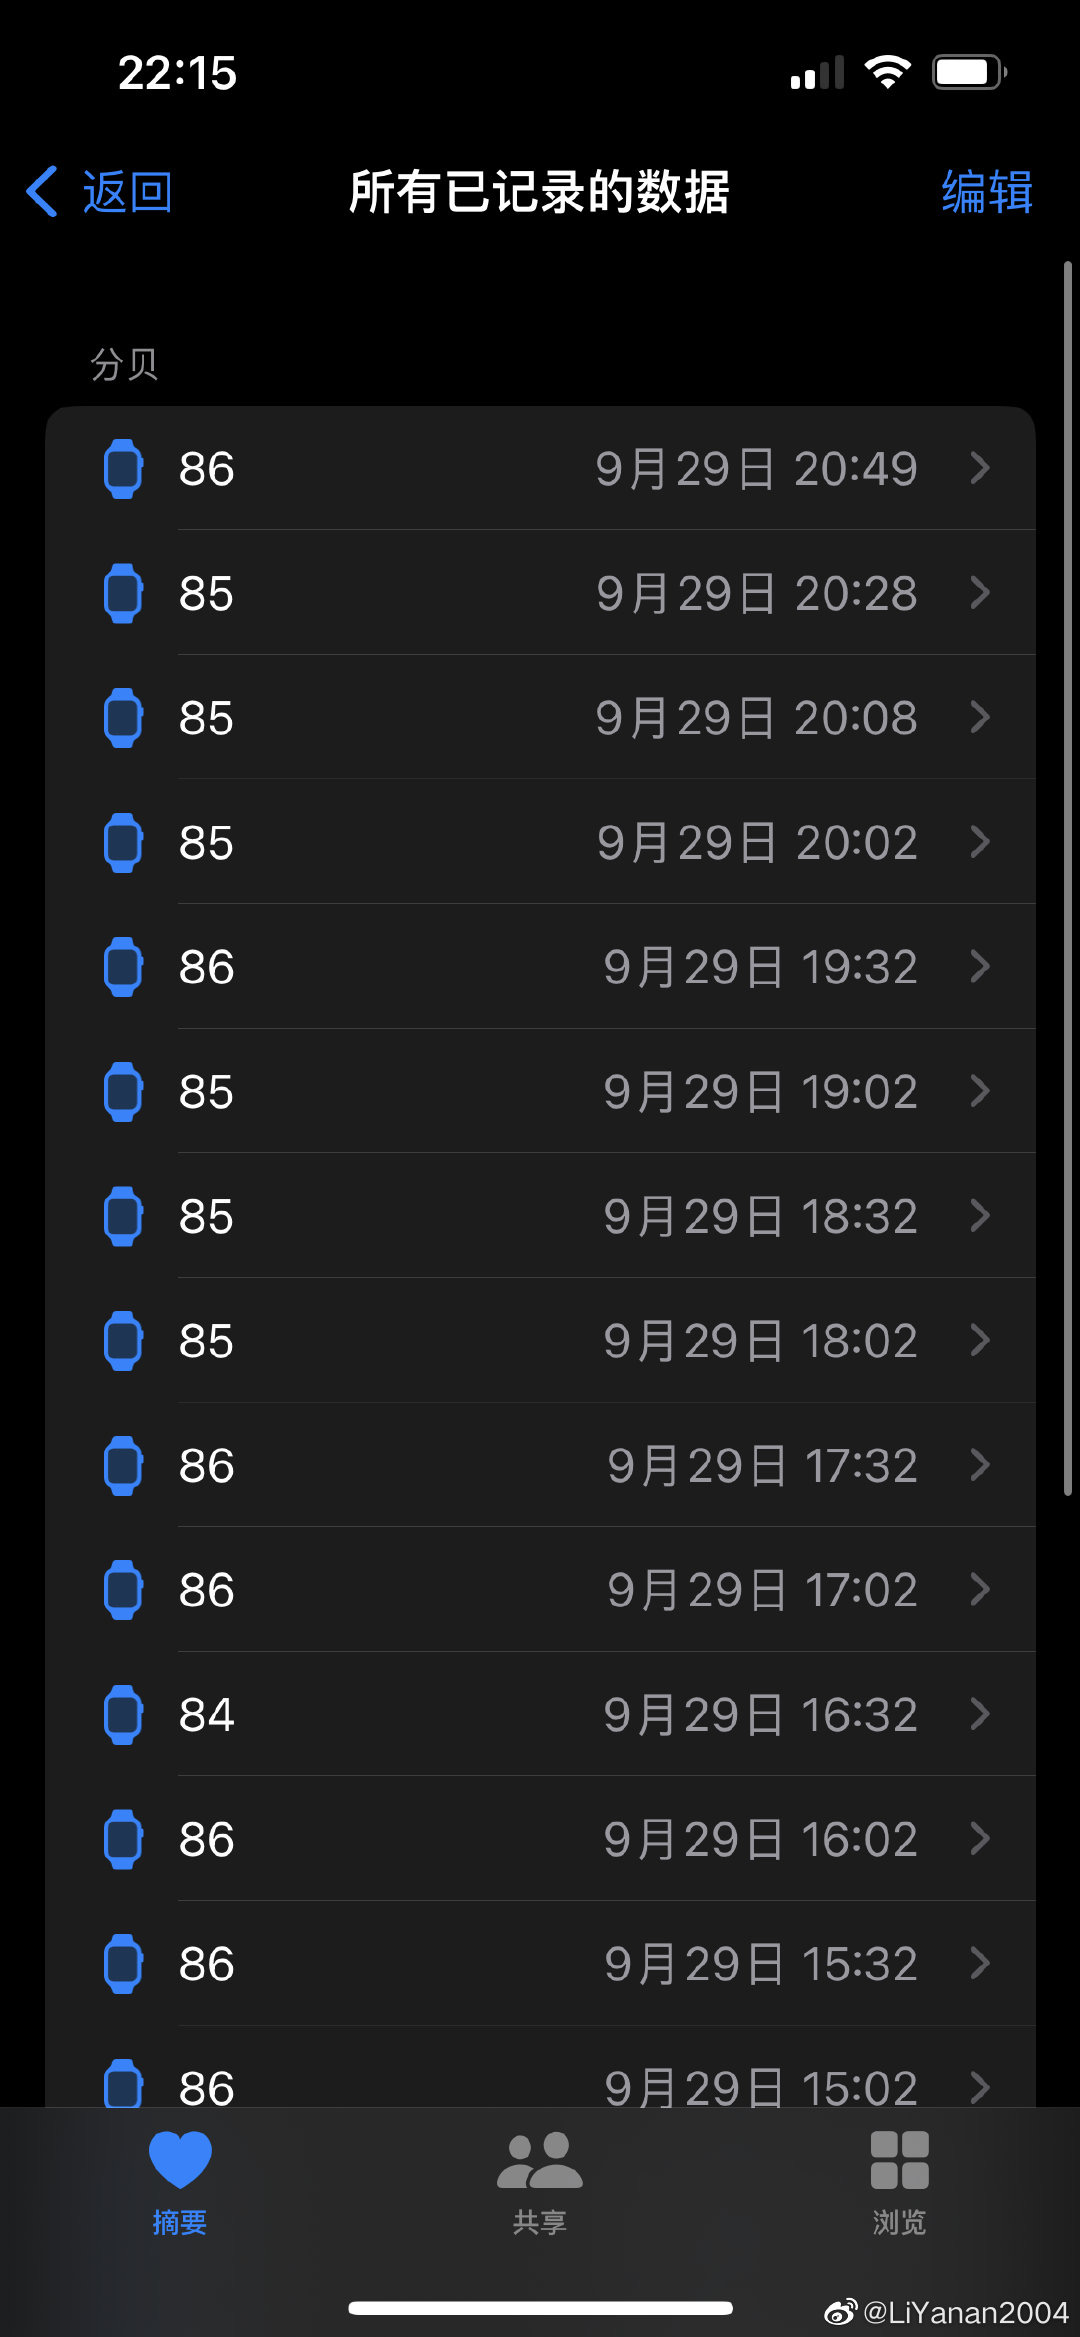 22:15
返回 所有已记录的数据 编辑
分贝
86 9月29日 20:49
85 9月29日 20:28
85 9月29日 20:08
85 9月29日 20:02
86 9月29日 19:32
85 9月29日 19:02
85 9月29日 18:32
85 9月29日 18:02
86 9月29日 17:32
86 9月29日 17:02
84 9月29日 16:32
86 9月29日 16:02
86 9月29日 15:32
86 9月29日 15:02
摘要 共享 浏览
@LiYanan2004